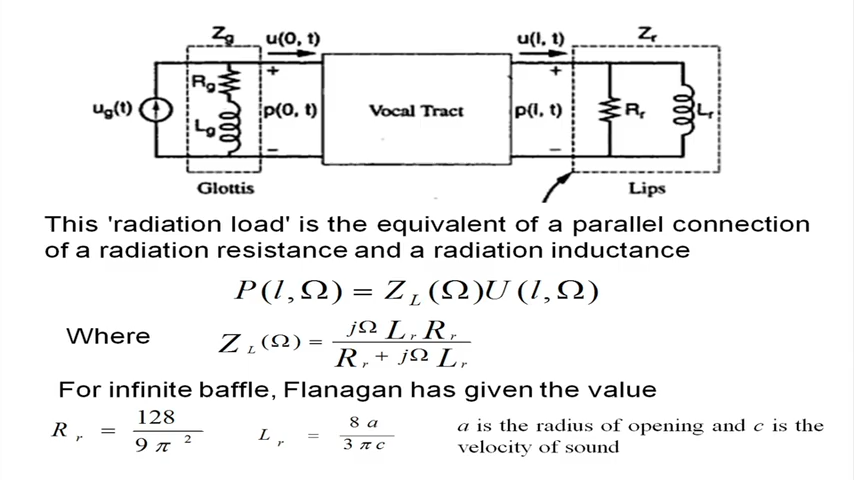 Z_g u(0, t) u(l, t) Z_r
u_g(t) R_g L_g + p(0, t) − Vocal Tract + p(l, t) − R_r L_r
Glottis Lips
This 'radiation load' is the equivalent of a parallel connection
of a radiation resistance and a radiation inductance
P(l,Ω) = Z_L(Ω)U(l,Ω)
Where Z_L(Ω) = jΩ L_r R_r / R_r + jΩ L_r
For infinite baffle, Flanagan has given the value
R_r = 128 / 9π² L_r = 8a / 3πc a is the radius of opening and c is the
velocity of sound